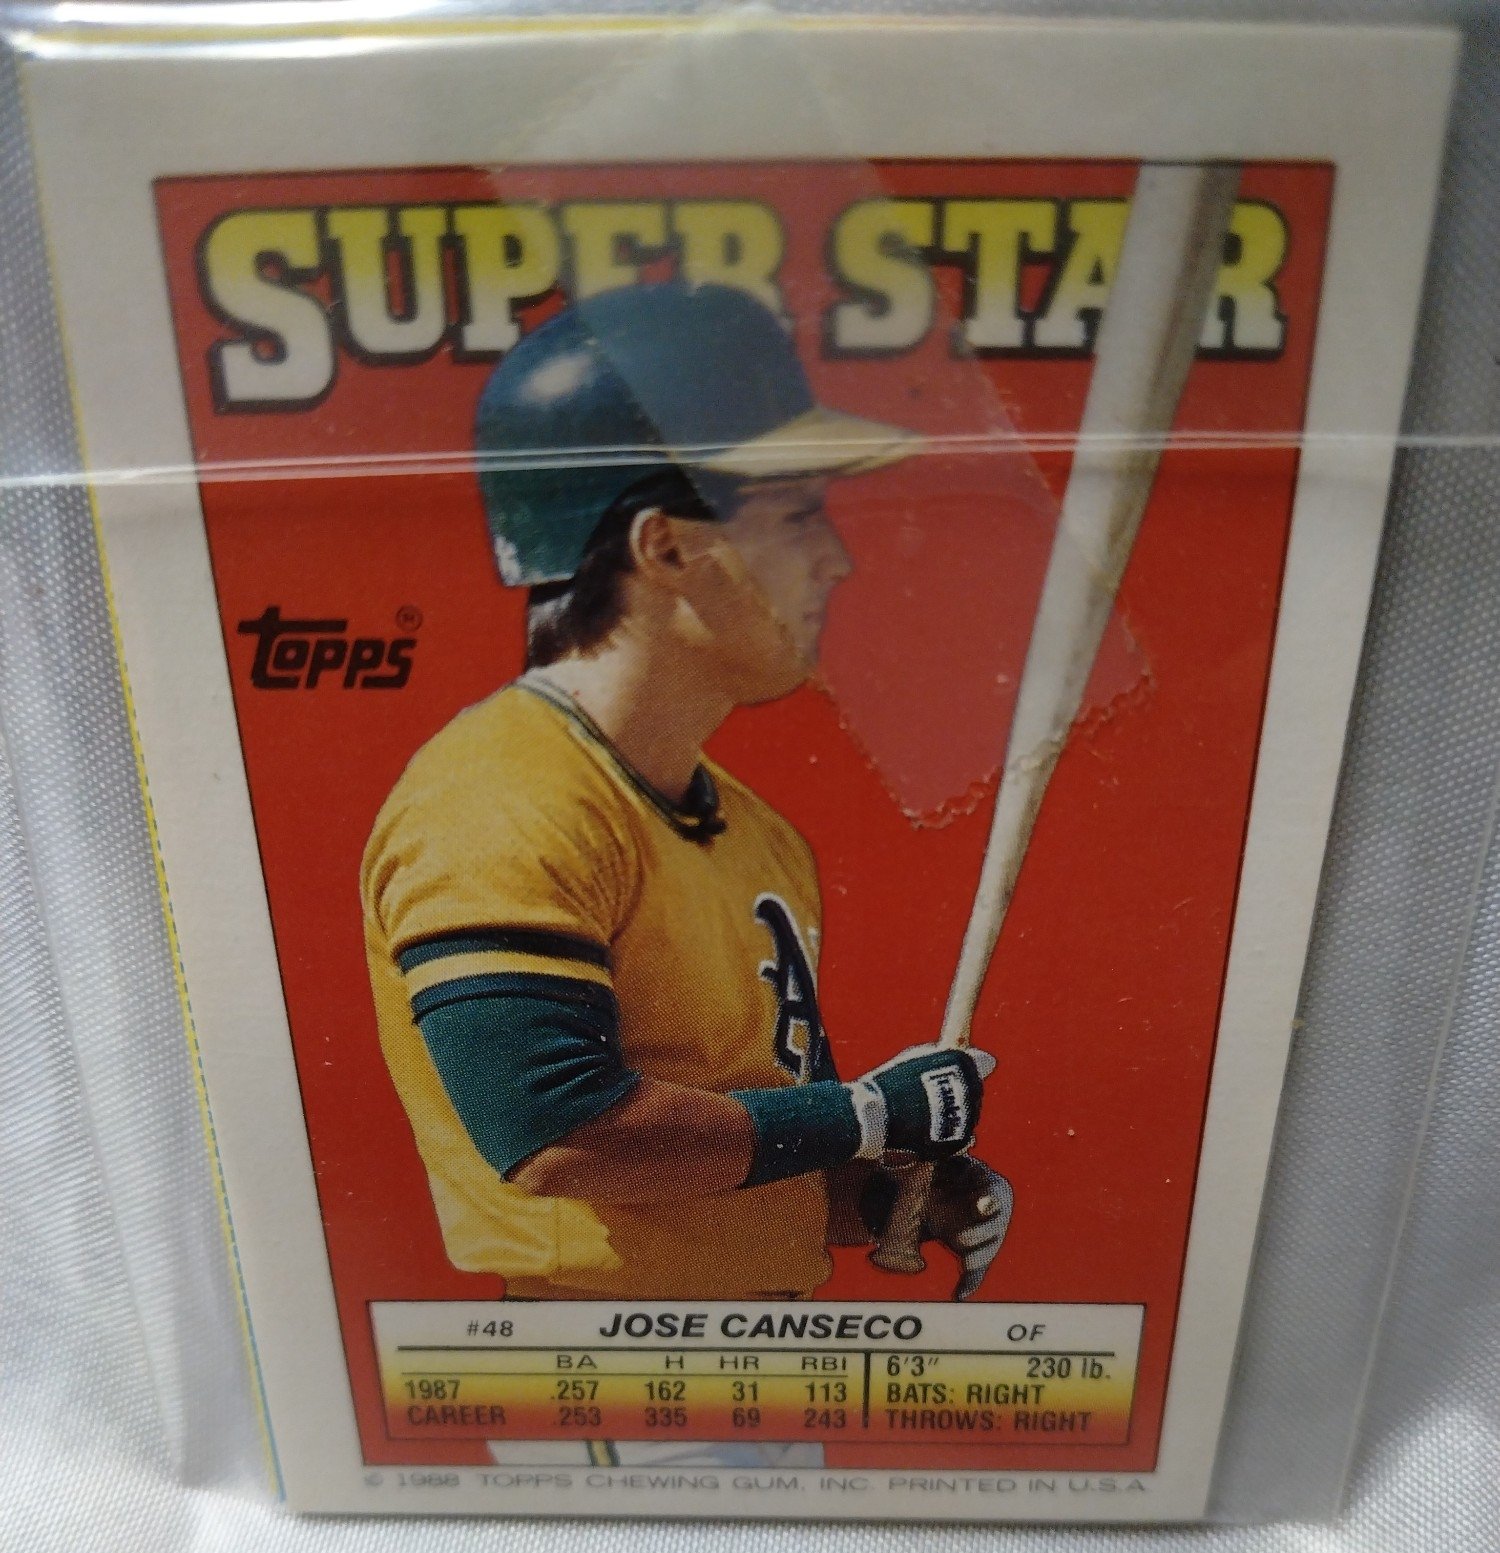 SUPER STAR
topps®
A
Franklin
#48 JOSE CANSECO OF
BA H HR RBI
1987 .257 162 31 113
CAREER .253 335 69 243
6'3" 230 lb.
BATS: RIGHT
THROWS: RIGHT
© 1988 TOPPS CHEWING GUM, INC. PRINTED IN U.S.A.